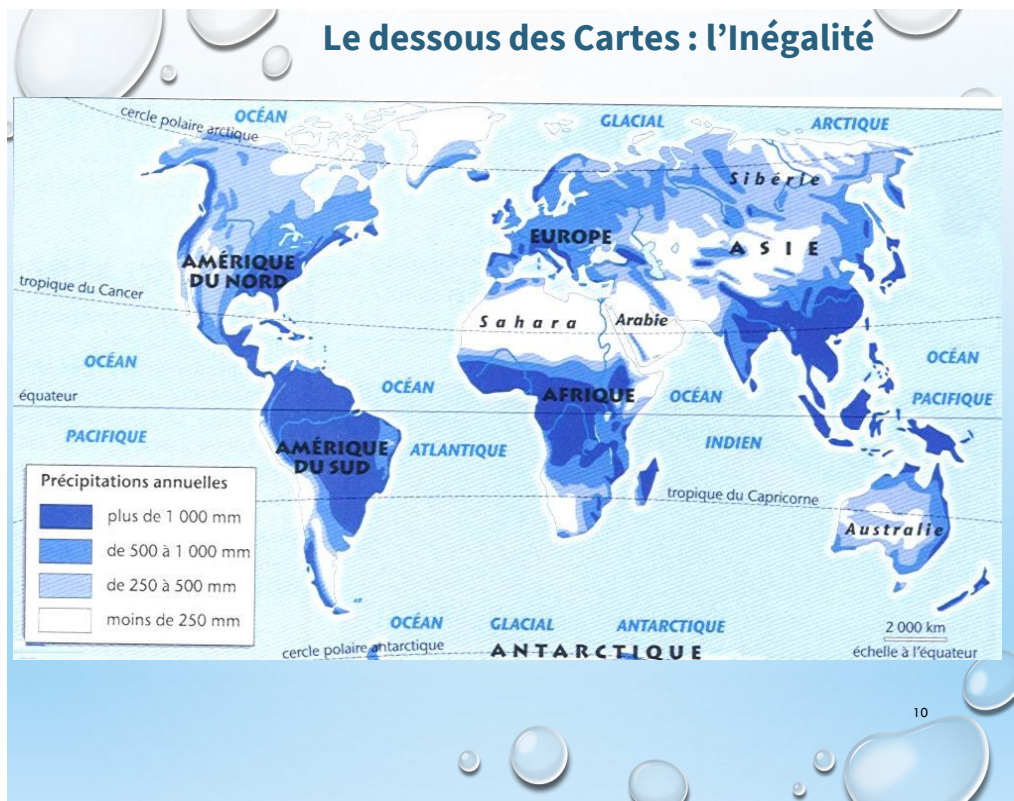 Le dessous des Cartes : l’Inégalité
cercle polaire arctique
OCÉAN
GLACIAL
ARCTIQUE
Sibérie
EUROPE
ASIE
AMÉRIQUE
DU NORD
tropique du Cancer
Sahara
Arabie
OCÉAN
PACIFIQUE
OCÉAN
ATLANTIQUE
AFRIQUE
OCÉAN
INDIEN
OCÉAN
PACIFIQUE
équateur
AMÉRIQUE
DU SUD
tropique du Capricorne
Australie
Précipitations annuelles
plus de 1 000 mm
de 500 à 1 000 mm
de 250 à 500 mm
moins de 250 mm
OCÉAN
GLACIAL
ANTARCTIQUE
cercle polaire antarctique
ANTARCTIQUE
2 000 km
échelle à l’équateur
10